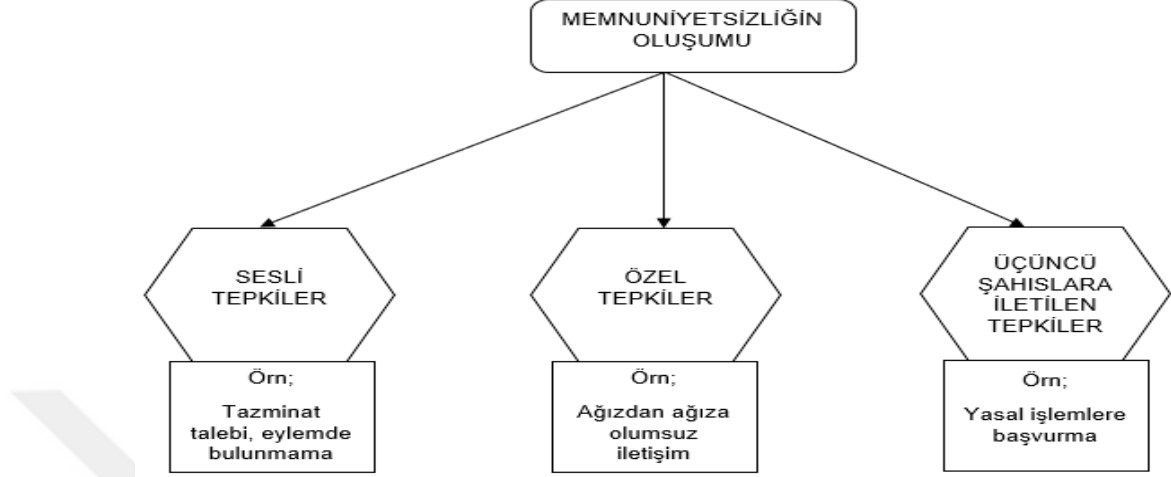 MEMNUNİYETSİZLİĞİN
OLUŞUMU
SESLİ
TEPKİLER
Örn;
Tazminat
talebi, eylemde
bulunmama
ÖZEL
TEPKİLER
Örn;
Ağızdan ağıza
olumsuz
iletişim
ÜÇÜNCÜ
ŞAHISLARA
İLETİLEN
TEPKİLER
Örn;
Yasal işlemlere
başvurma